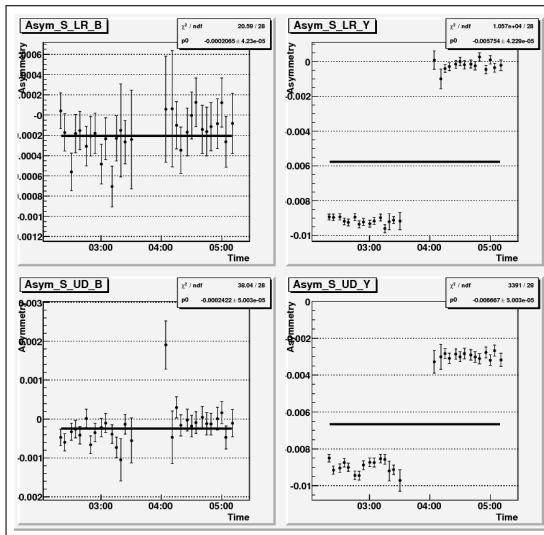 Asym_S_LR_B
χ² / ndf 20.59 / 28
p0 -0.0002065 ± 4.23e-05
Asymmetry
0.0006
0.0004
0.0002
-0
0.0002
0.0004
0.0006
0.0008
-0.001
0.0012
03:00 04:00 05:00
Time
Asym_S_LR_Y
χ² / ndf 1.057e+04 / 28
p0 -0.005754 ± 4.229e-05
Asymmetry
0
-0.002
-0.004
-0.006
-0.008
-0.01
03:00 04:00 05:00
Time
Asym_S_UD_B
χ² / ndf 38.04 / 28
p0 -0.0002422 ± 5.003e-05
Asymmetry
0.003
0.002
0.001
0
-0.001
-0.002
03:00 04:00 05:00
Time
Asym_S_UD_Y
χ² / ndf 3391 / 28
p0 -0.006667 ± 5.003e-05
Asymmetry
0
-0.002
-0.004
-0.006
-0.008
-0.01
03:00 04:00 05:00
Time